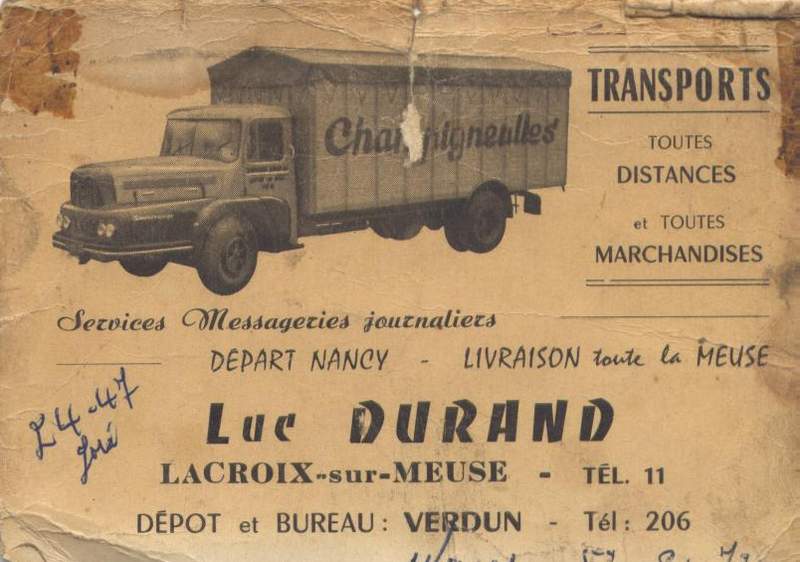 Champigneulles
TRANSPORTS
TOUTES
DISTANCES
et TOUTES
MARCHANDISES
Services Messageries journaliers
DÉPART NANCY - LIVRAISON toute la MEUSE
Luc DURAND
LACROIX-sur-MEUSE - TÉL. 11
DÉPOT et BUREAU : VERDUN - Tél : 206